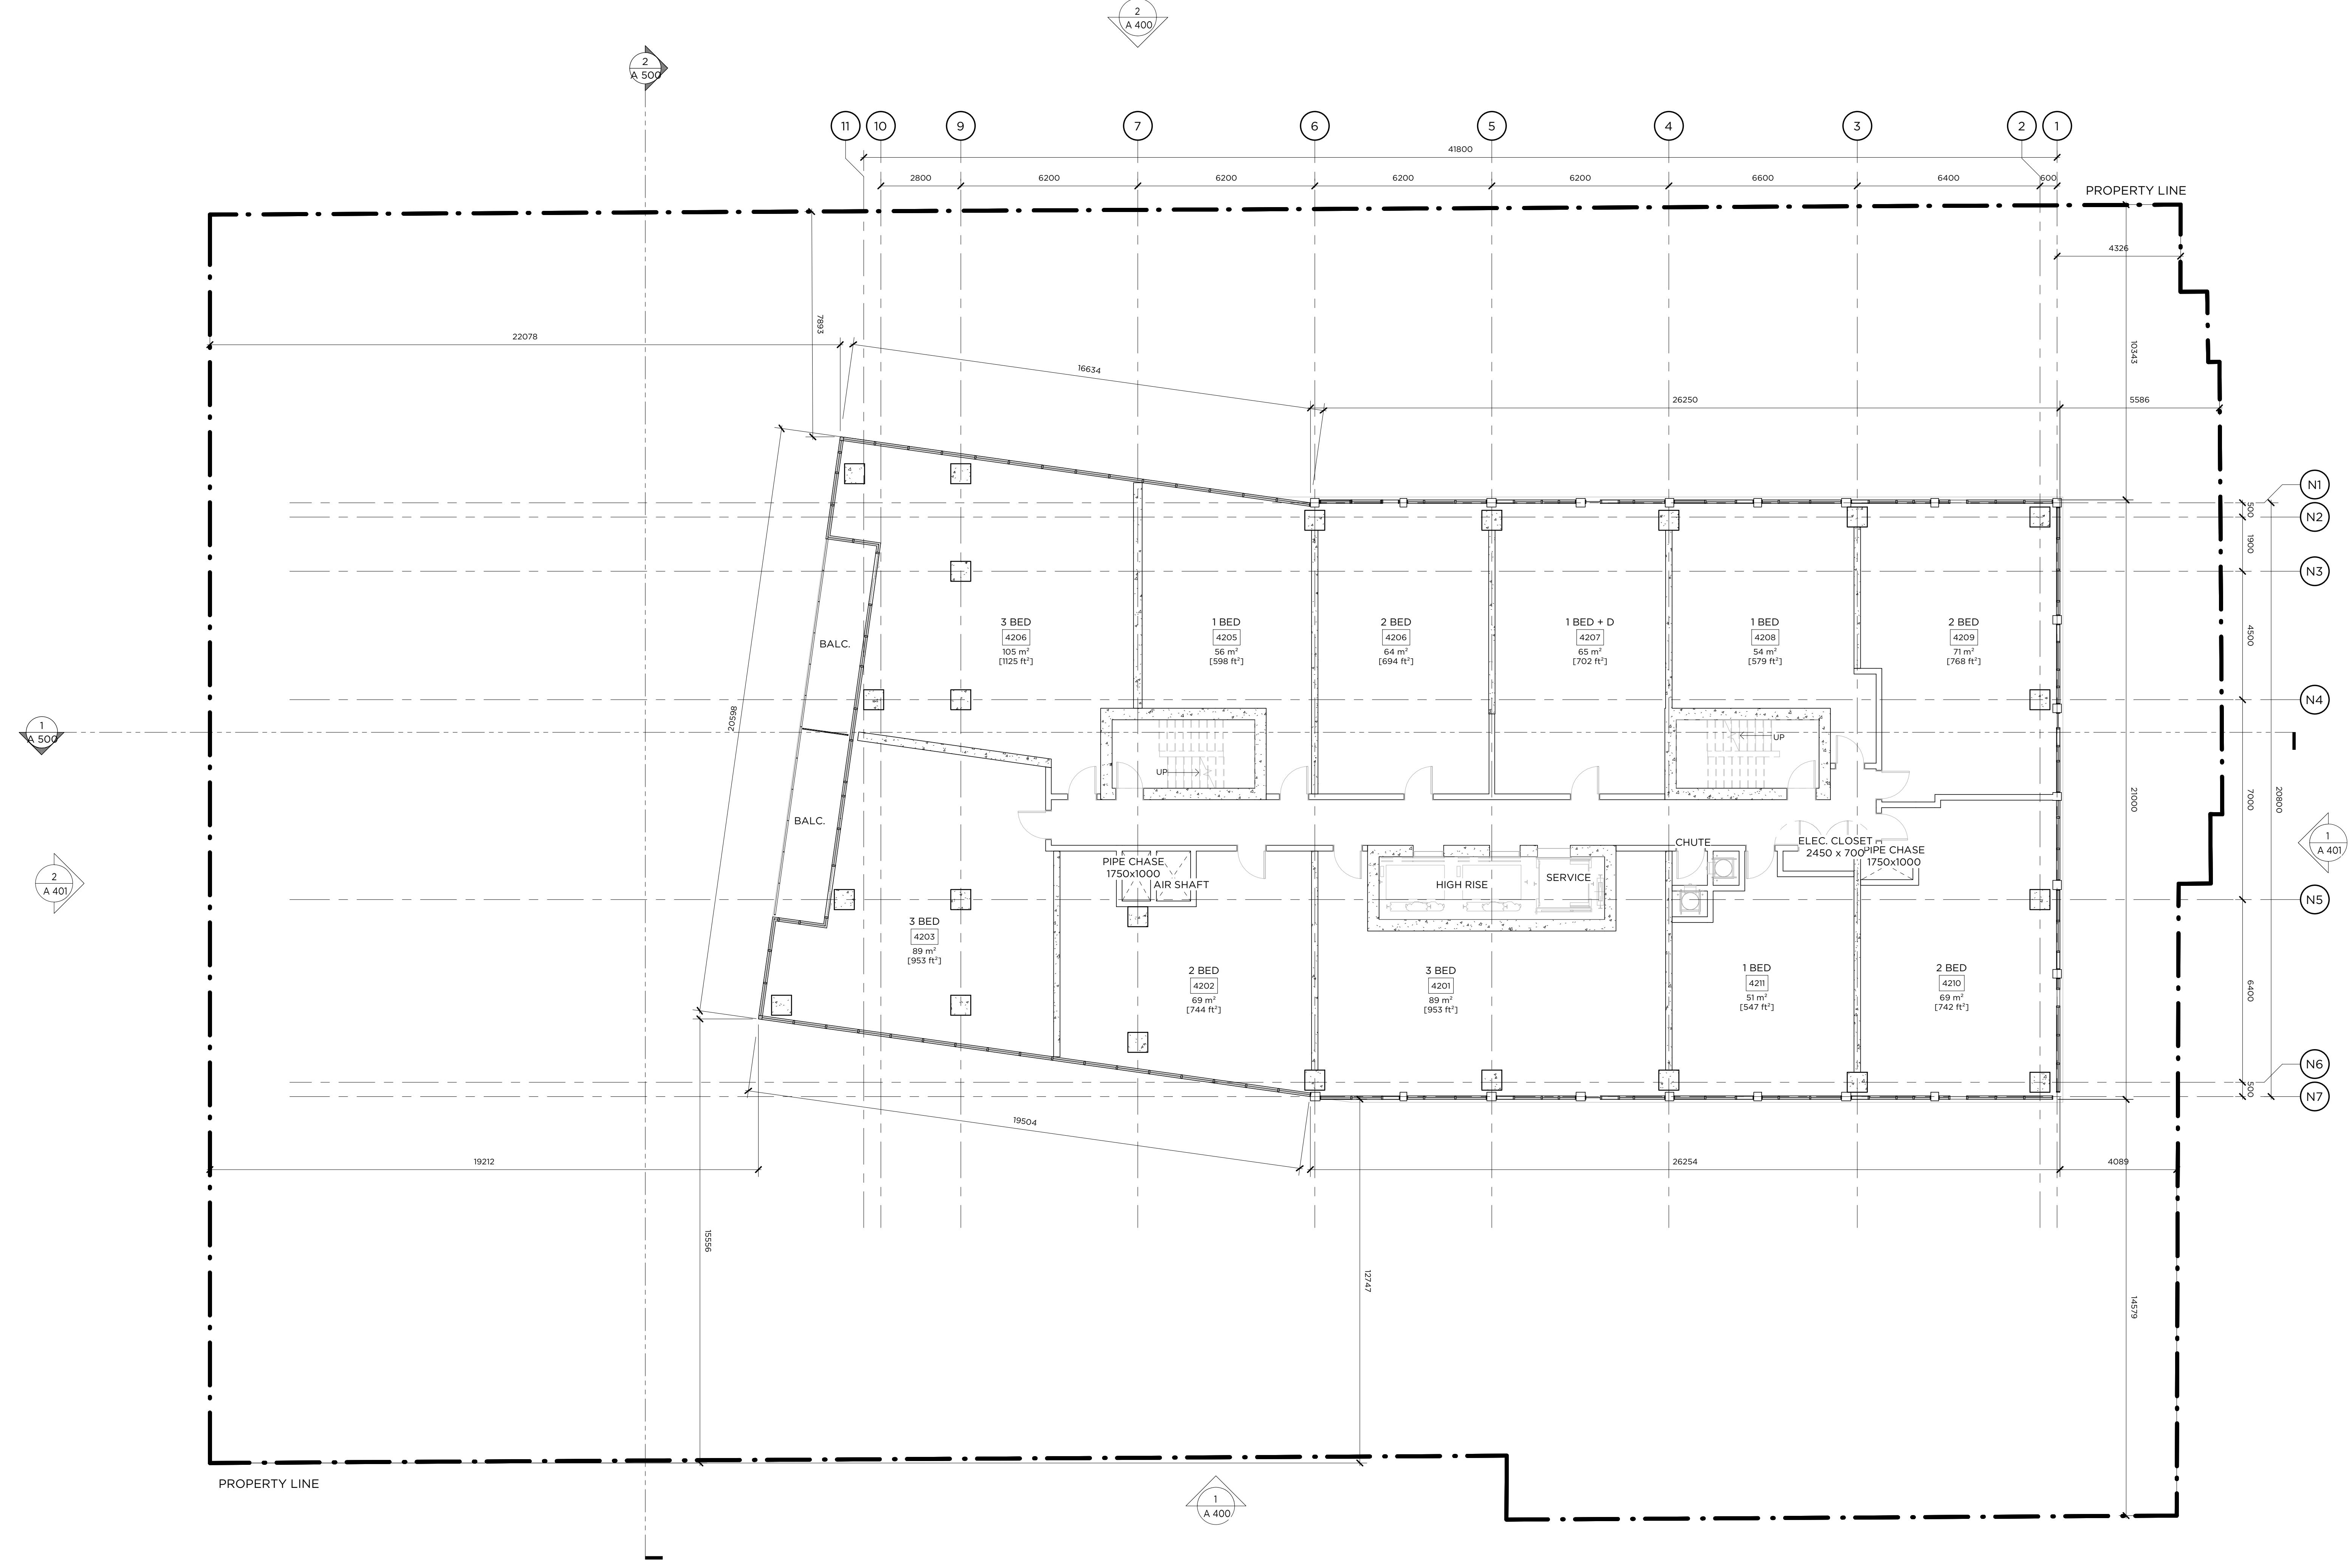 2
A 400
2
A 500
11
10
9
7
6
5
4
3
2
1
41800
2800
6200
6200
6200
6200
6600
6400
600
PROPERTY LINE
4326
7893
22078
10343
16634
26250
5586
N1
500
N2
1900
N3
3 BED
4206
105 m²
[1125 ft²]
1 BED
4205
56 m²
[598 ft²]
2 BED
4206
64 m²
[694 ft²]
1 BED + D
4207
65 m²
[702 ft²]
1 BED
4208
54 m²
[579 ft²]
2 BED
4209
71 m²
[768 ft²]
4500
BALC.
N4
20598
1
A 500
UP
UP
21000
7000
20800
BALC.
CHUTE
ELEC. CLOSET
2450 x 700
PIPE CHASE
1750x1000
1
A 401
PIPE CHASE
1750x1000
AIR SHAFT
HIGH RISE
SERVICE
2
A 401
N5
3 BED
4203
89 m²
[953 ft²]
2 BED
4202
69 m²
[744 ft²]
3 BED
4201
89 m²
[953 ft²]
1 BED
4211
51 m²
[547 ft²]
2 BED
4210
69 m²
[742 ft²]
6400
N6
500
N7
19504
19212
26254
4089
15556
12747
14579
PROPERTY LINE
1
A 400